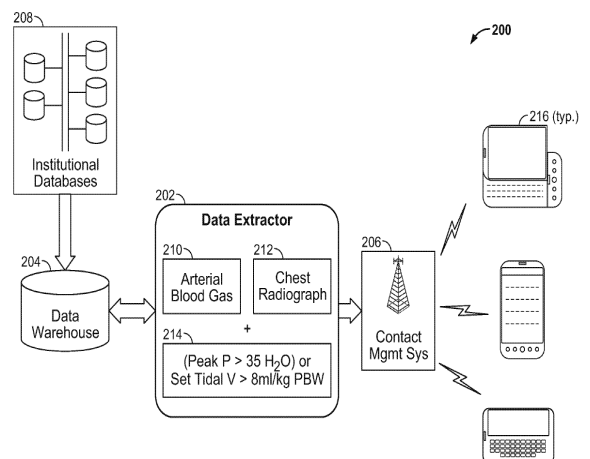 208
200
Institutional
Databases
216 (typ.)
202
Data Extractor
210
Arterial
Blood Gas
212
Chest
Radiograph
+
214
(Peak P > 35 H₂O) or
Set Tidal V > 8ml/kg PBW
204
Data
Warehouse
206
Contact
Mgmt Sys